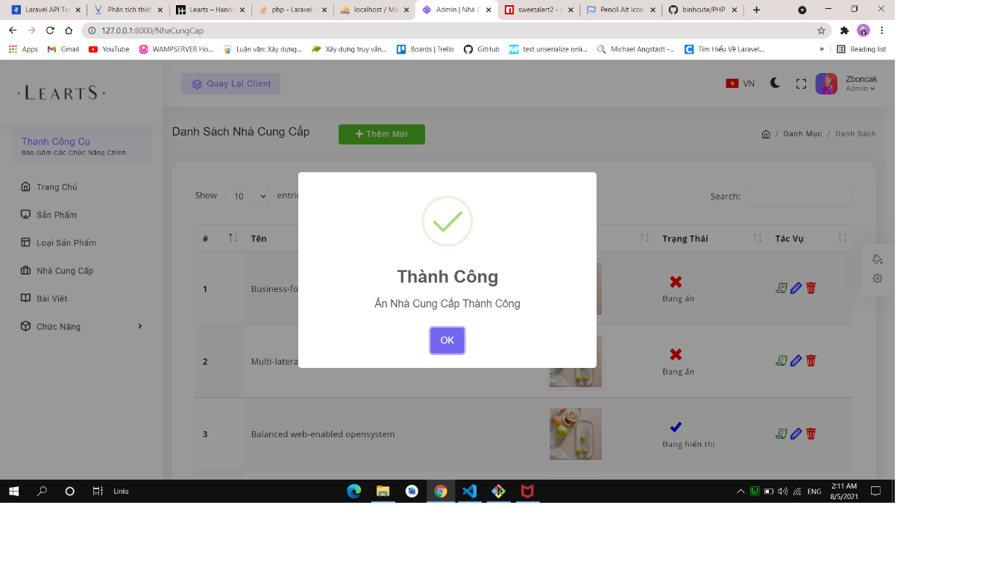 Laravel API Tu
Phân tích thiết
Learts – Handm
php - Laravel
localhost / Ma
Admin | Nhà C
sweetalert2 - n
Pencil Alt Icon
binhcute/PHP
127.0.0.1:8000/NhaCungCap
Apps
Gmail
YouTube
WAMPSERVER Ho...
Luận văn: Xây dựng...
Xây dựng truy vấn...
Boards | Trello
GitHub
test unserialize onli...
Michael Angstadt -...
Tìm Hiểu Về Laravel...
»
Reading list
· LEARTS ·
Quay Lại Client
VN
Zboncak
Admin
Thanh Công Cụ
Bao Gồm Các Chức Năng Chính
Trang Chủ
Sản Phẩm
Loại Sản Phẩm
Nhà Cung Cấp
Bài Viết
Chức Năng
Danh Sách Nhà Cung Cấp
Thêm Mới
/ Danh Mục / Danh Sách
Show 10 entrie
Search:
# Tên Trạng Thái Tác Vụ
1 Business-fo
Đang ẩn
2 Multi-latera
Đang ẩn
3 Balanced web-enabled opensystem
Đang hiển thị
Thành Công
Ẩn Nhà Cung Cấp Thành Công
OK
Links
ENG
2:11 AM
8/5/2021